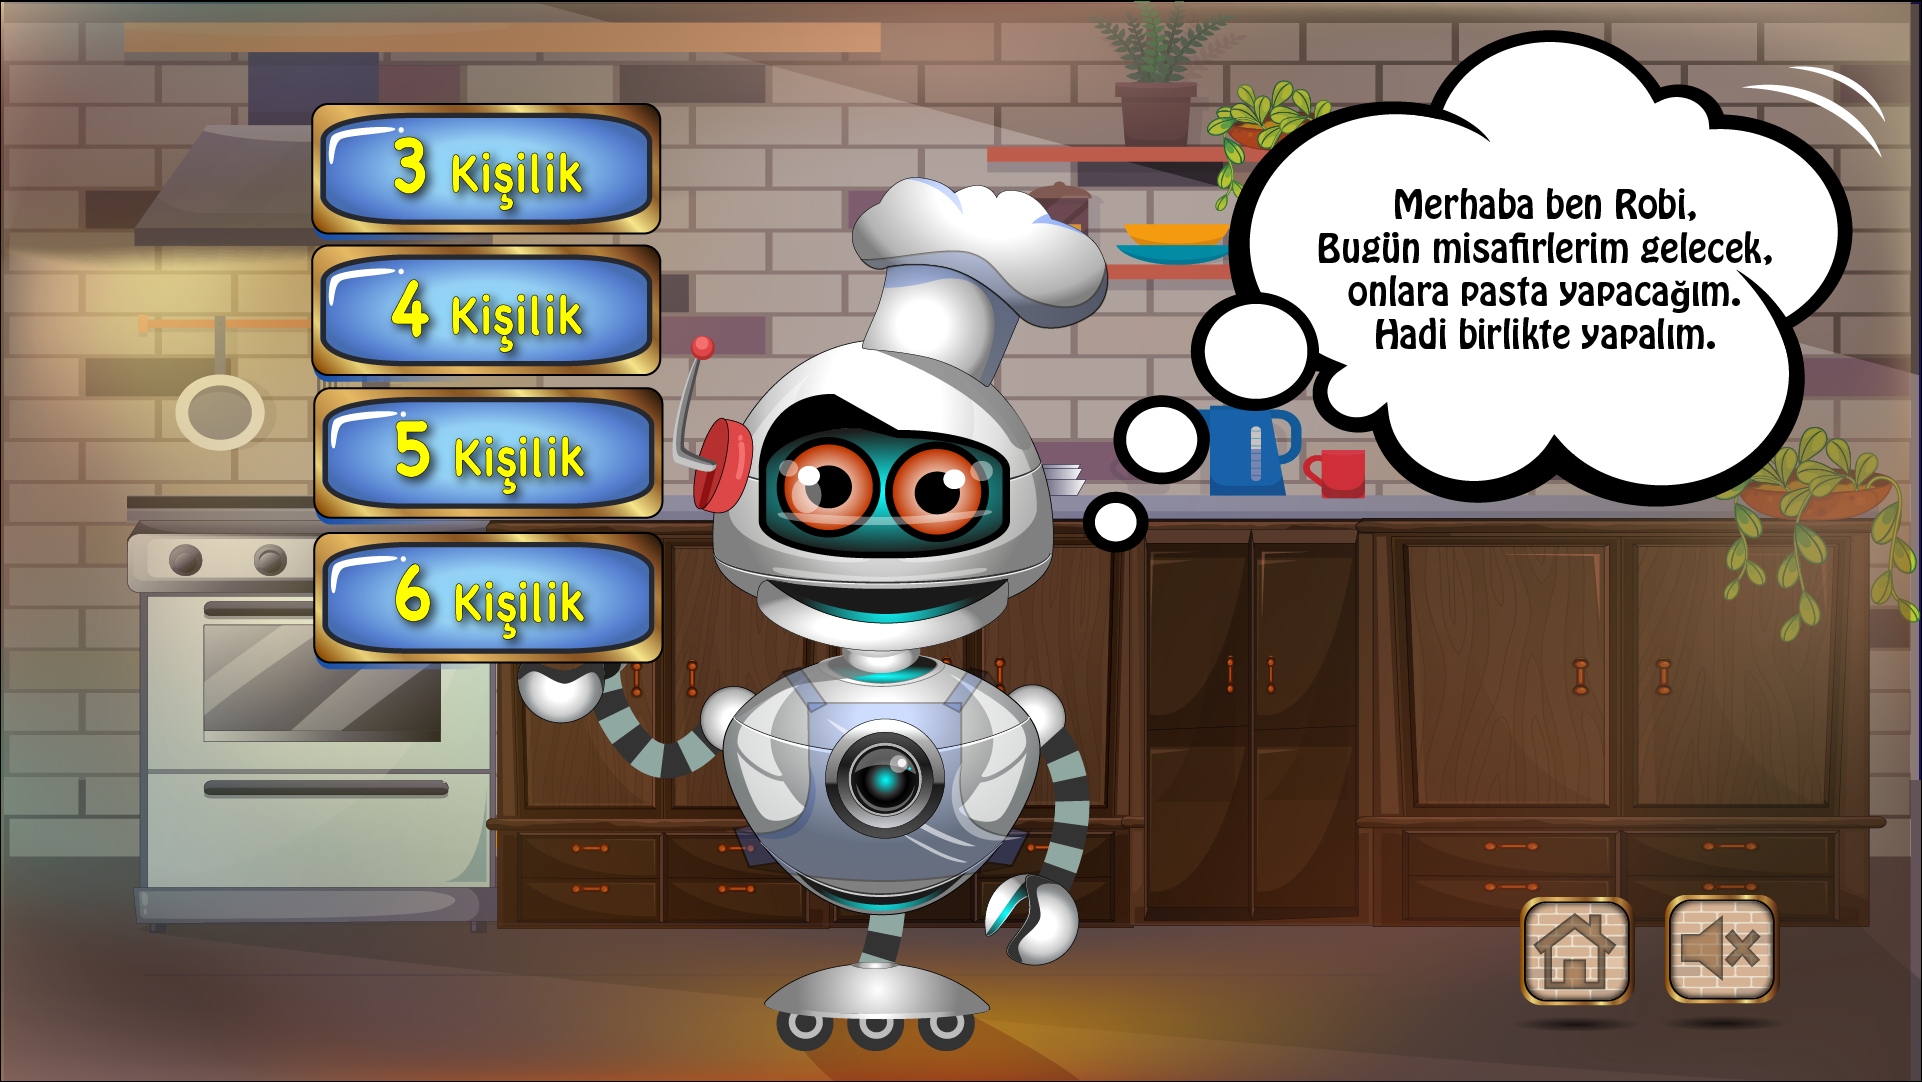 3 Kişilik
4 Kişilik
5 Kişilik
6 Kişilik
Merhaba ben Robi,
Bugün misafirlerim gelecek,
onlara pasta yapacağım.
Hadi birlikte yapalım.